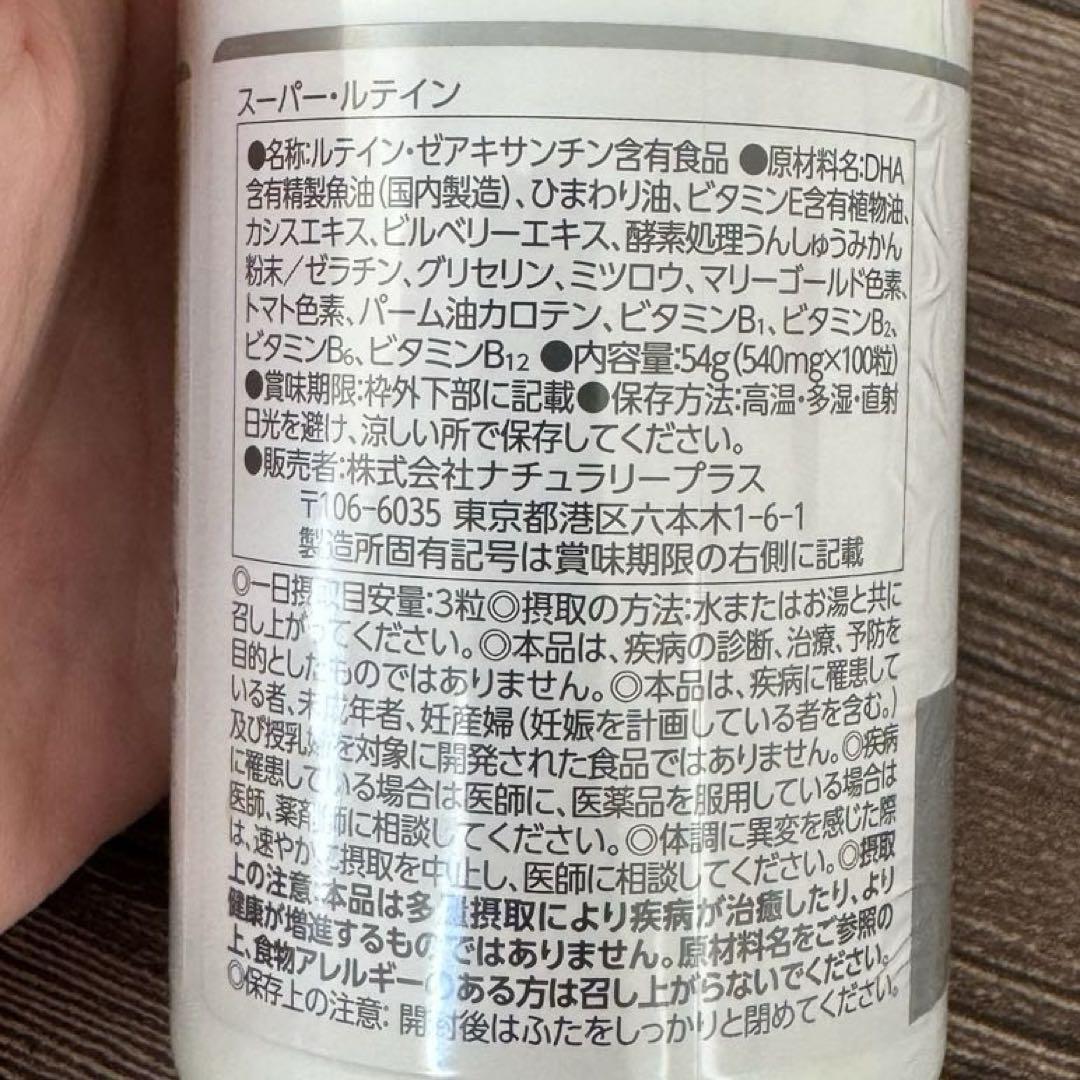 スーパー・ルテイン
●名称:ルテイン・ゼアキサンチン含有食品 ●原材料名:DHA
含有精製魚油(国内製造)、ひまわり油、ビタミンE含有植物油、
カシスエキス、ビルベリーエキス、酵素処理うんしゅうみかん
粉末/ゼラチン、グリセリン、ミツロウ、マリーゴールド色素、
トマト色素、パーム油カロテン、ビタミンB₁、ビタミンB₂、
ビタミンB₆、ビタミンB₁₂ ●内容量:54g(540mg×100粒)
●賞味期限:枠外下部に記載●保存方法:高温・多湿・直射
日光を避け、涼しい所で保存してください。
●販売者:株式会社ナチュラリープラス
〒106-6035 東京都港区六本木1-6-1
製造所固有記号は賞味期限の右側に記載
◎一日摂取目安量:3粒◎摂取の方法:水またはお湯と共に
召し上がってください。◎本品は、疾病の診断、治療、予防を
目的としたものではありません。◎本品は、疾病に罹患して
いる者、未成年者、妊産婦(妊娠を計画している者を含む。)
及び授乳婦を対象に開発された食品ではありません。◎疾病
に罹患している場合は医師に、医薬品を服用している場合は
医師、薬剤師に相談してください。◎体調に異変を感じた際
は、速やかに摂取を中止し、医師に相談してください。◎摂取
上の注意:本品は多量摂取により疾病が治癒したり、より
健康が増進するものではありません。原材料名をご参照の
上、食物アレルギーのある方は召し上がらないでください。
◎保存上の注意:開封後はふたをしっかりと閉めてください。